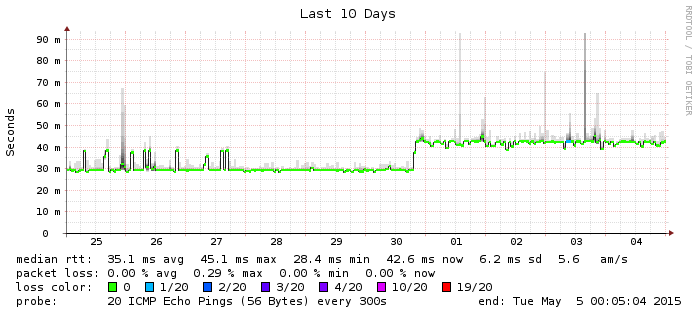 Last 10 Days
RRDTOOL / TOBI OETIKER
Seconds
90 m
80 m
70 m
60 m
50 m
40 m
30 m
20 m
10 m
0
25 26 27 28 29 30 01 02 03 04
median rtt: 35.1 ms avg 45.1 ms max 28.4 ms min 42.6 ms now 6.2 ms sd 5.6 am/s
packet loss: 0.00 % avg 0.29 % max 0.00 % min 0.00 % now
loss color: 0 1/20 2/20 3/20 4/20 10/20 19/20
probe: 20 ICMP Echo Pings (56 Bytes) every 300s end: Tue May 5 00:05:04 2015